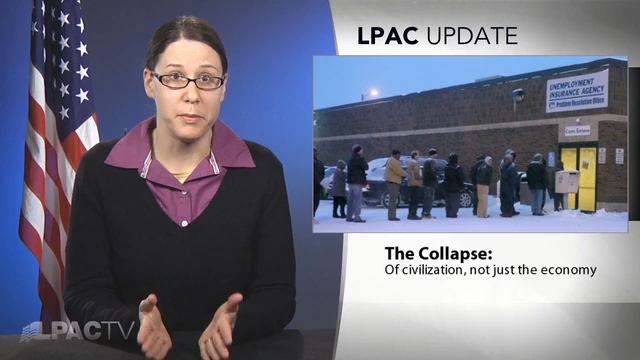 LPAC UPDATE
UNEMPLOYMENT
INSURANCE AGENCY
Problem Resolution Office
The Collapse:
Of civilization, not just the economy
LPACTV